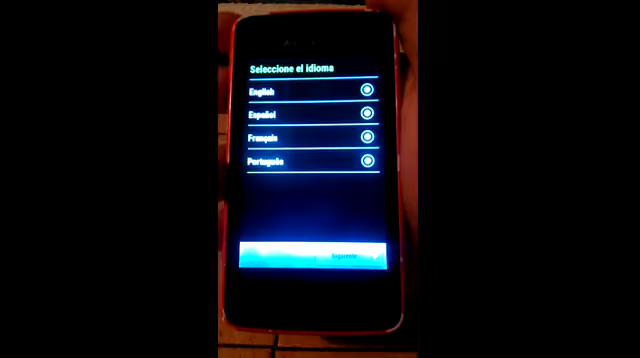 Seleccione el idioma
English
Español
Français
Português
Siguiente